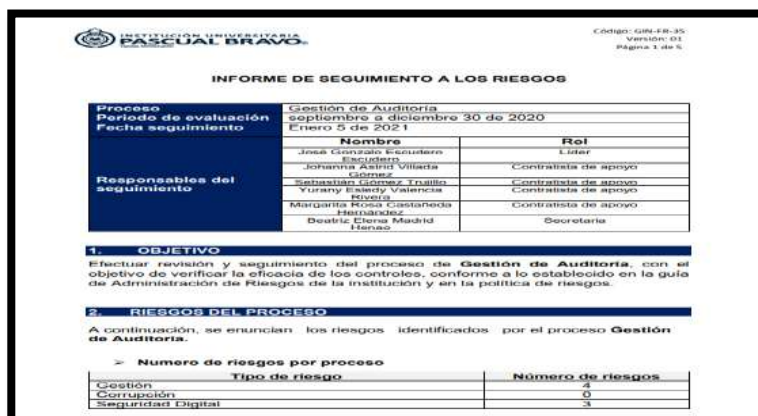 INSTITUCIÓN UNIVERSITARIA
PASCUAL BRAVO
Código: GIN-FR-35
Versión: 01
Página 1 de 5
INFORME DE SEGUIMIENTO A LOS RIESGOS
Proceso Gestión de Auditoría
Periodo de evaluación septiembre a diciembre 30 de 2020
Fecha seguimiento Enero 5 de 2021
Responsables del seguimiento
Nombre Rol
José Gonzalo Escudero Escudero Líder
Johanna Astrid Villada Gómez Contratista de apoyo
Sebastián Gómez Trujillo Contratista de apoyo
Yurany Esledy Valencia Rivera Contratista de apoyo
Margarita Rosa Castañeda Hernández Contratista de apoyo
Beatriz Elena Madrid Henao Secretaria
1. OBJETIVO
Efectuar revisión y seguimiento del proceso de Gestión de Auditoría, con el
objetivo de verificar la eficacia de los controles, conforme a lo establecido en la guía
de Administración de Riesgos de la institución y en la política de riesgos.
2. RIESGOS DEL PROCESO
A continuación, se enuncian los riesgos identificados por el proceso Gestión
de Auditoría.
➢ Numero de riesgos por proceso
Tipo de riesgo Número de riesgos
Gestión 4
Corrupción 0
Seguridad Digital 3